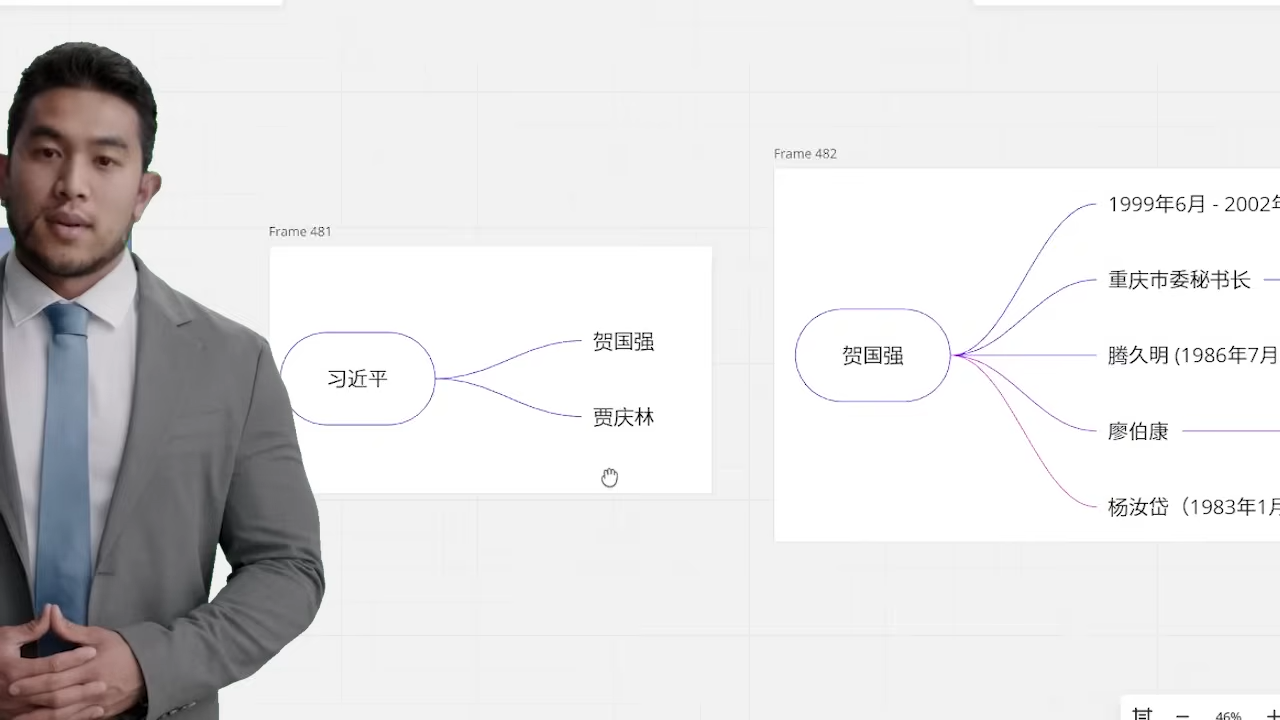 Frame 481
习近平
贺国强
贾庆林
Frame 482
贺国强
1999年6月 - 2002年
重庆市委秘书长
腾久明 (1986年7月
廖伯康
杨汝岱（1983年1月
46%